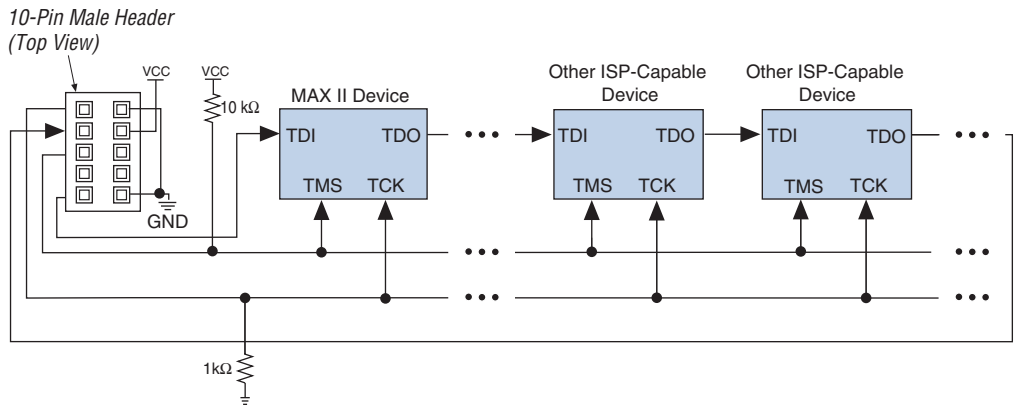 10-Pin Male Header
(Top View)
VCC
VCC
10 kΩ
GND
MAX II Device
TDI
TDO
TMS
TCK
Other ISP-Capable
Device
TDI
TDO
TMS
TCK
Other ISP-Capable
Device
TDI
TDO
TMS
TCK
1kΩ